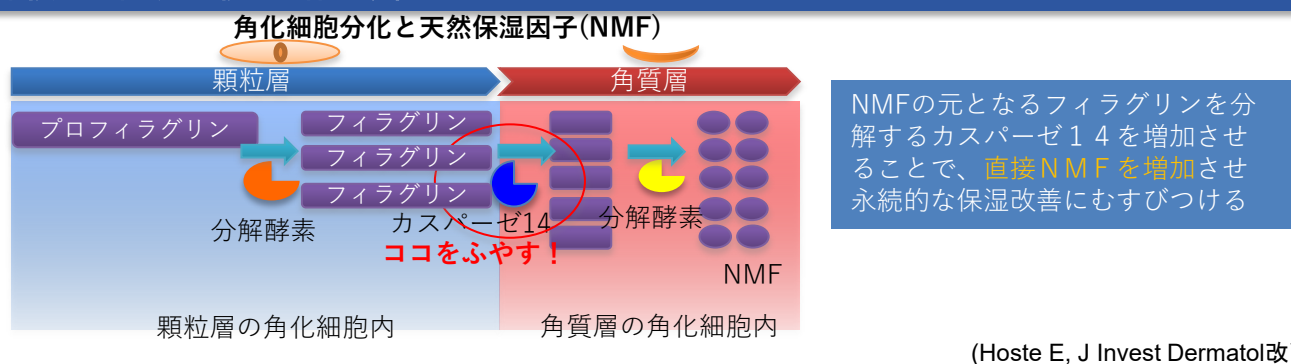 角化細胞分化と天然保湿因子(NMF)
顆粒層
角質層
プロフィラグリン
フィラグリン
フィラグリン
フィラグリン
分解酵素
カスパーゼ14
分解酵素
ココをふやす！
NMF
顆粒層の角化細胞内
角質層の角化細胞内
NMFの元となるフィラグリンを分
解するカスパーゼ１４を増加させ
ることで、直接ＮＭＦを増加させ
永続的な保湿改善にむすびつける
(Hoste E, J Invest Dermatol改